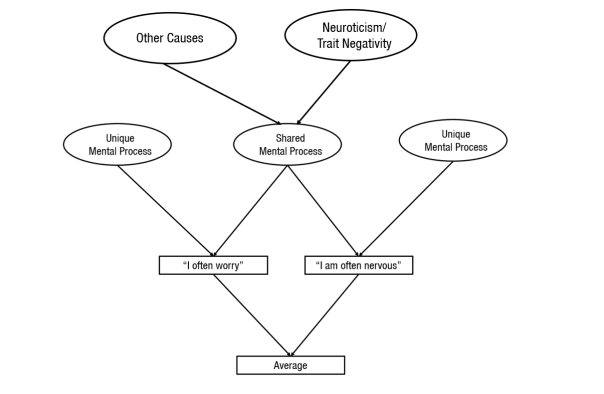 Other Causes
Neuroticism/
Trait Negativity
Unique
Mental Process
Shared
Mental Process
Unique
Mental Process
“I often worry”
“I am often nervous”
Average